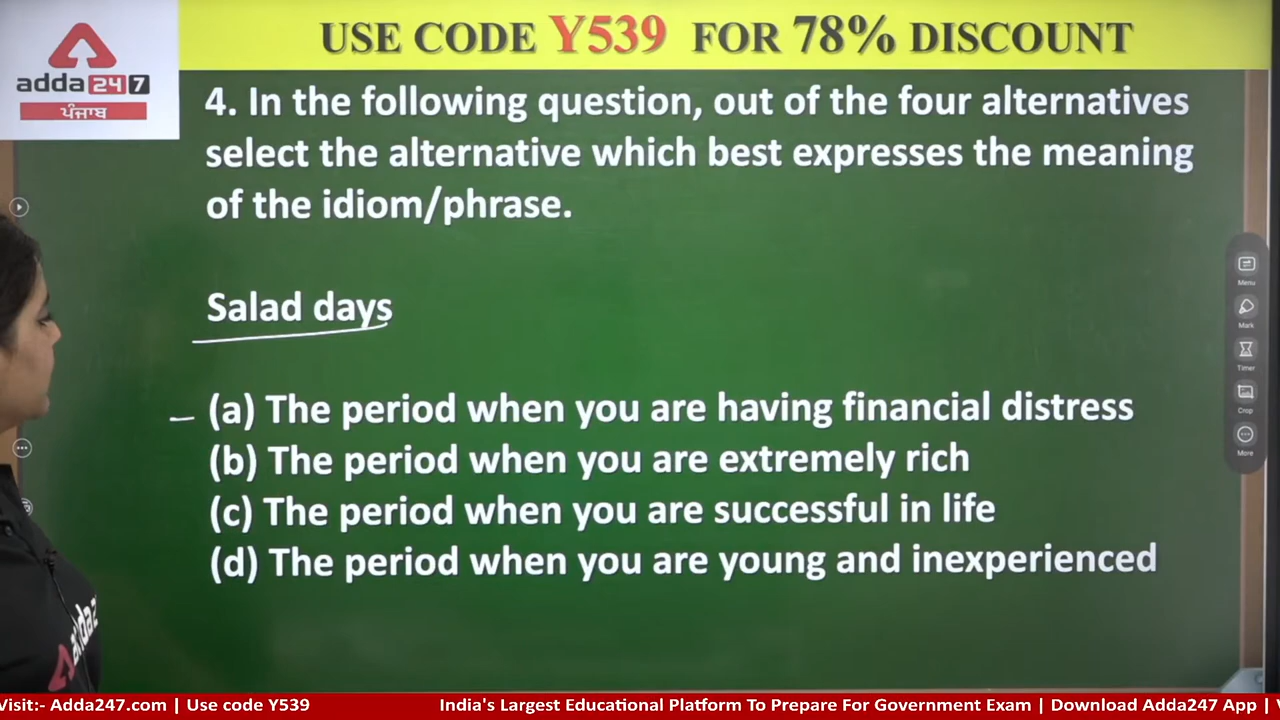 USE CODE Y539 FOR 78% DISCOUNT
adda 247
ਪੰਜਾਬ
4. In the following question, out of the four alternatives
select the alternative which best expresses the meaning
of the idiom/phrase.
Salad days
(a) The period when you are having financial distress
(b) The period when you are extremely rich
(c) The period when you are successful in life
(d) The period when you are young and inexperienced
Menu
Mark
Timer
Crop
More
Visit:- Adda247.com | Use code Y539
India's Largest Educational Platform To Prepare For Government Exam | Download Adda247 App |